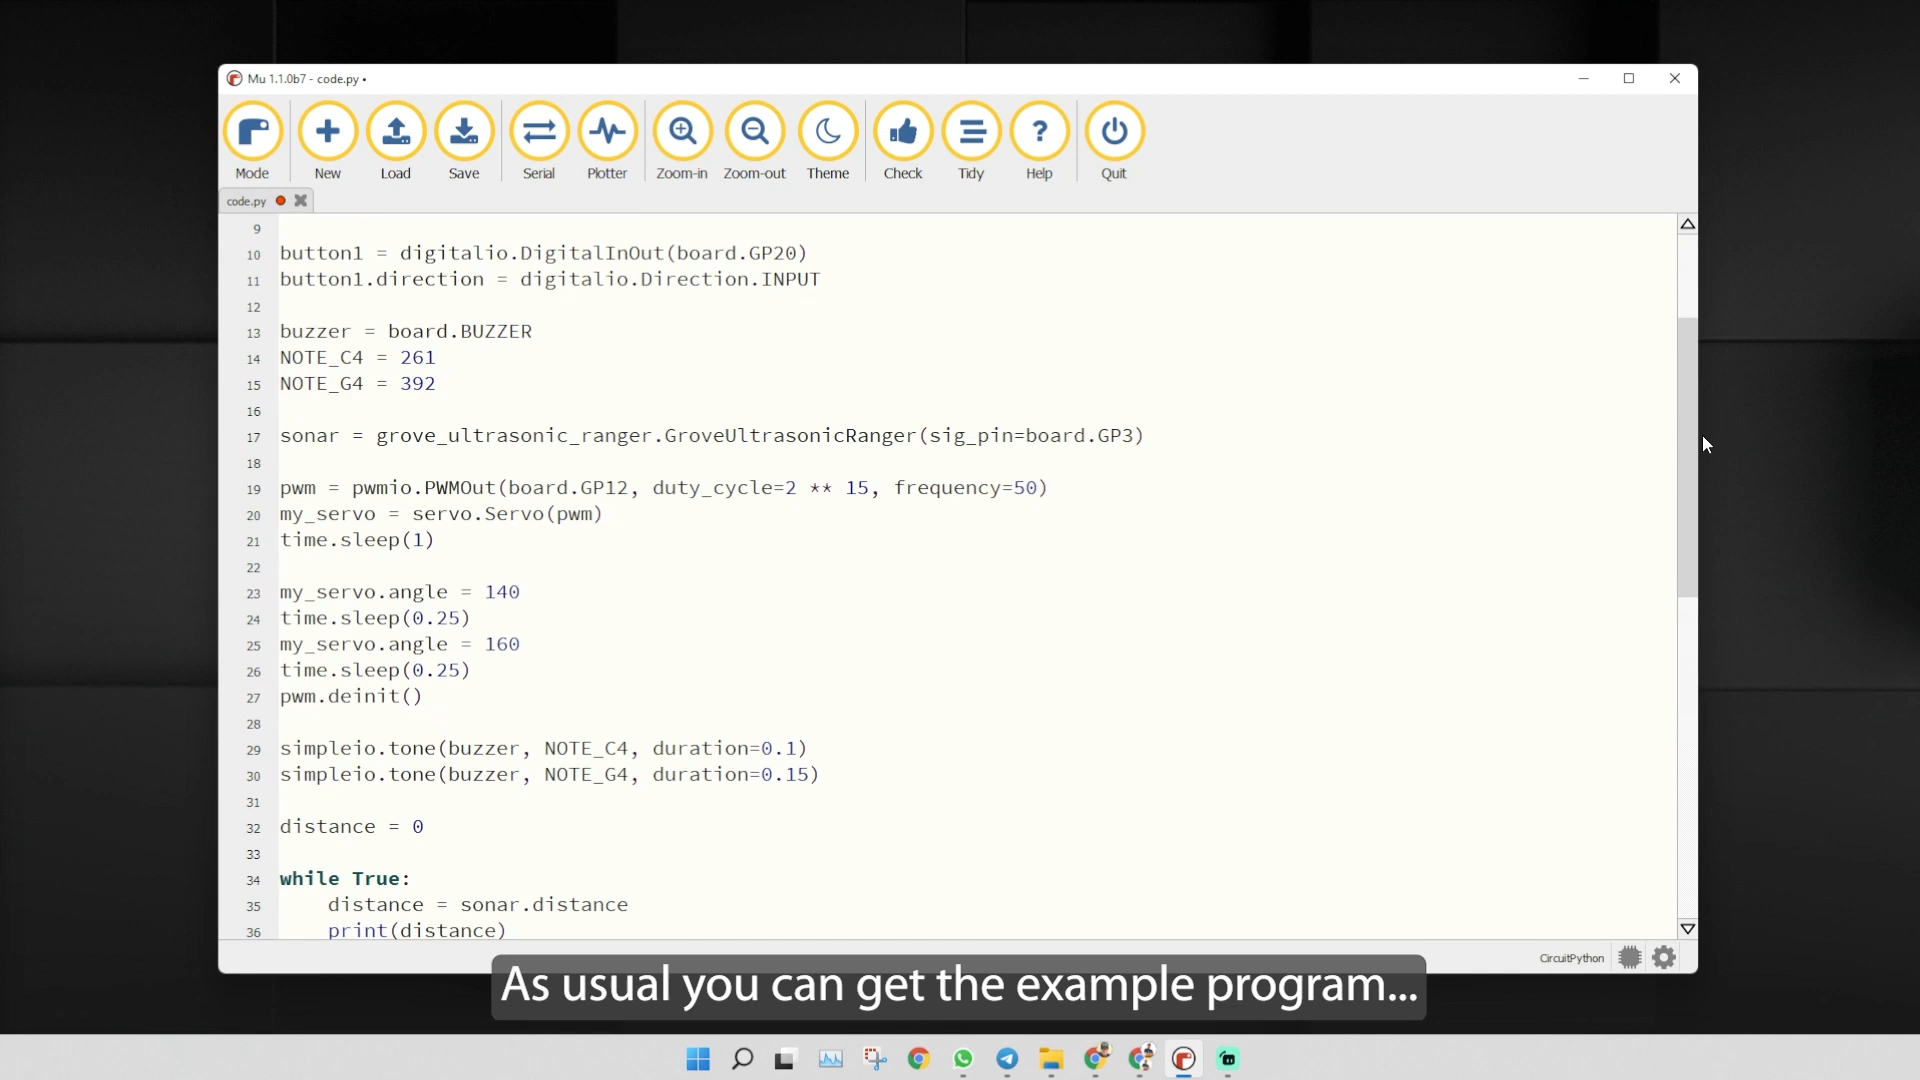 Mu 1.1.0b7 - code.py •
Mode New Load Save Serial Plotter Zoom-in Zoom-out Theme Check Tidy Help Quit
code.py
9
10 button1 = digitalio.DigitalInOut(board.GP20)
11 button1.direction = digitalio.Direction.INPUT
12
13 buzzer = board.BUZZER
14 NOTE_C4 = 261
15 NOTE_G4 = 392
16
17 sonar = grove_ultrasonic_ranger.GroveUltrasonicRanger(sig_pin=board.GP3)
18
19 pwm = pwmio.PWMOut(board.GP12, duty_cycle=2 ** 15, frequency=50)
20 my_servo = servo.Servo(pwm)
21 time.sleep(1)
22
23 my_servo.angle = 140
24 time.sleep(0.25)
25 my_servo.angle = 160
26 time.sleep(0.25)
27 pwm.deinit()
28
29 simpleio.tone(buzzer, NOTE_C4, duration=0.1)
30 simpleio.tone(buzzer, NOTE_G4, duration=0.15)
31
32 distance = 0
33
34 while True:
35     distance = sonar.distance
36     print(distance)
CircuitPython
As usual you can get the example program...